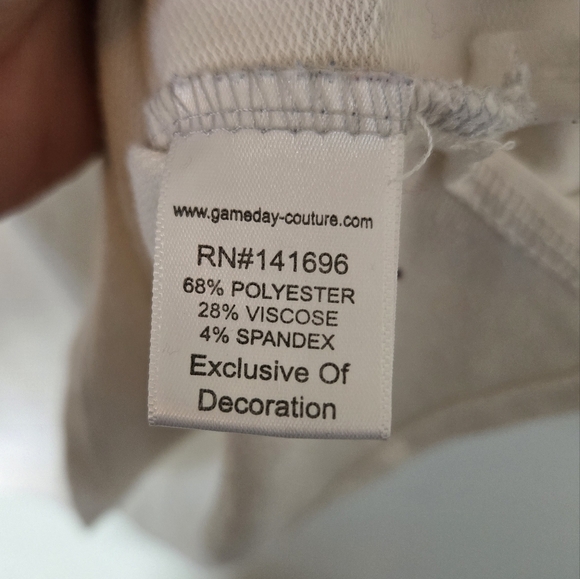 www.gameday-couture.com
RN#141696
68% POLYESTER
28% VISCOSE
4% SPANDEX
Exclusive Of
Decoration